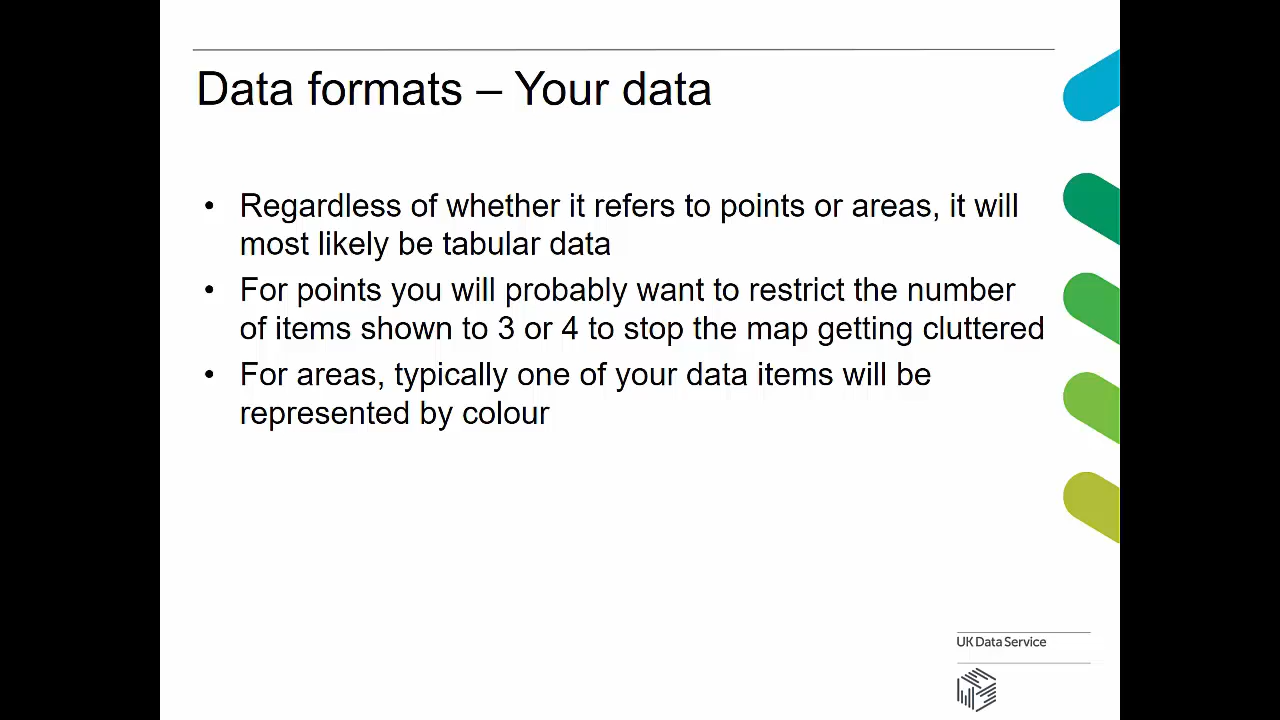 Data formats – Your data
• Regardless of whether it refers to points or areas, it will
most likely be tabular data
• For points you will probably want to restrict the number
of items shown to 3 or 4 to stop the map getting cluttered
• For areas, typically one of your data items will be
represented by colour
UK Data Service